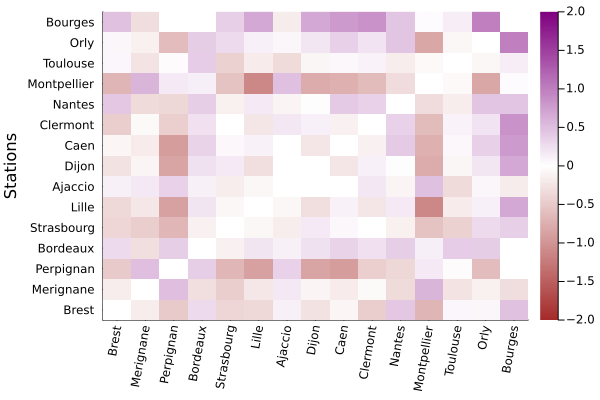 Stations
Bourges
Orly
Toulouse
Montpellier
Nantes
Clermont
Caen
Dijon
Ajaccio
Lille
Strasbourg
Bordeaux
Perpignan
Merignane
Brest
Brest
Merignane
Perpignan
Bordeaux
Strasbourg
Lille
Ajaccio
Dijon
Caen
Clermont
Nantes
Montpellier
Toulouse
Orly
Bourges
2.0
1.5
1.0
0.5
0
−0.5
−1.0
−1.5
−2.0